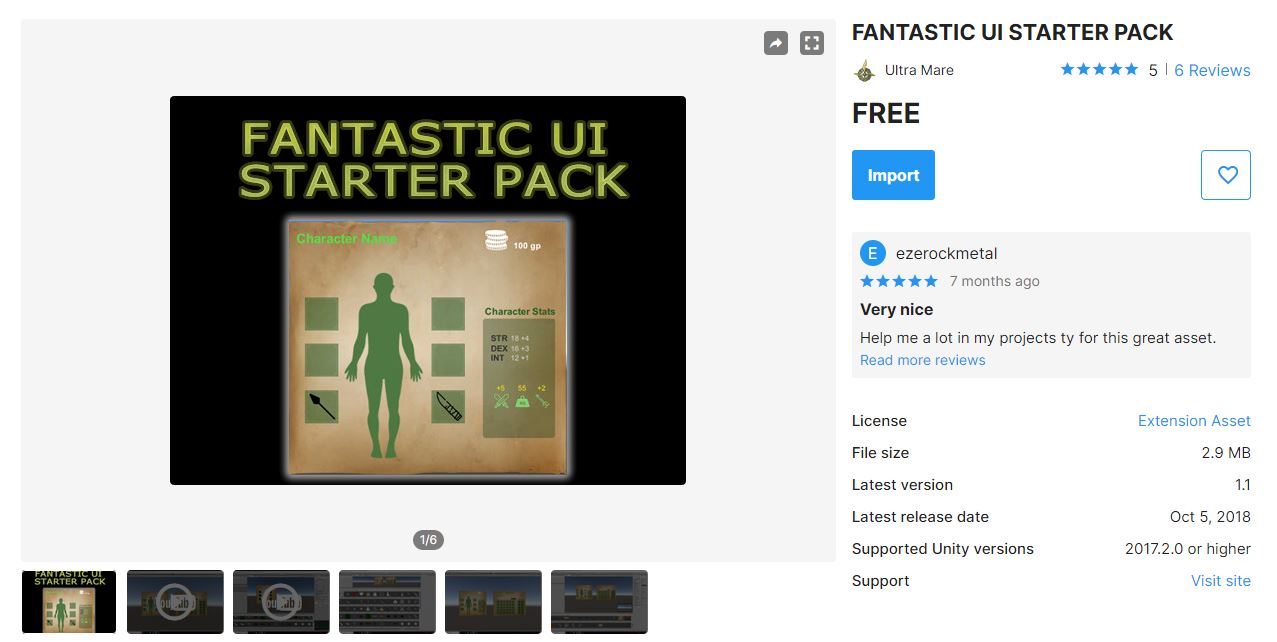 FANTASTIC UI
STARTER PACK
Character Name
100 gp
Character Stats
STR 18 +4
DEX 16 +3
INT 12 +1
+5 55 +2
1/6
FANTASTIC UI
STARTER PACK
FANTASTIC UI STARTER PACK
Ultra Mare
5 | 6 Reviews
FREE
Import
E ezerockmetal
7 months ago
Very nice
Help me a lot in my projects ty for this great asset.
Read more reviews
License Extension Asset
File size 2.9 MB
Latest version 1.1
Latest release date Oct 5, 2018
Supported Unity versions 2017.2.0 or higher
Support Visit site